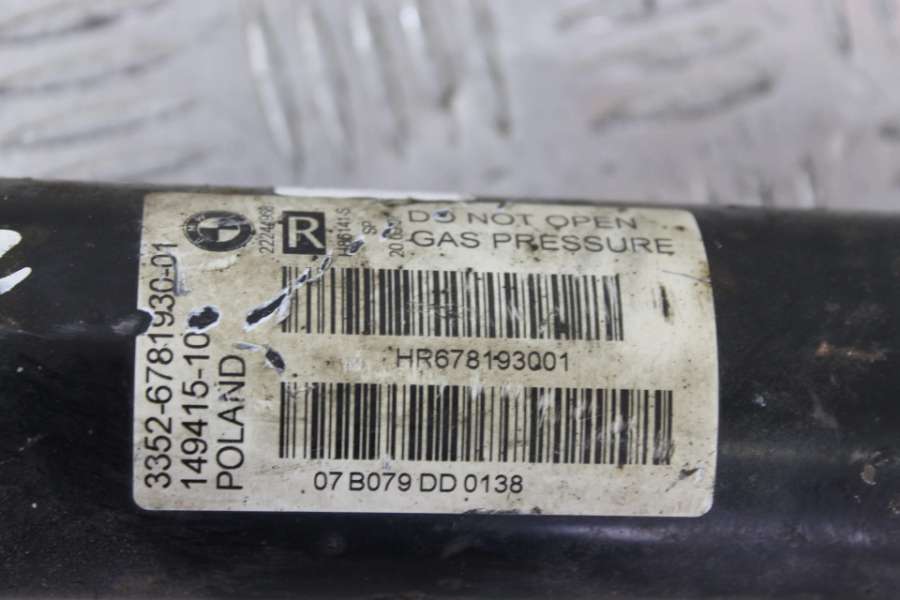 DO NOT OPEN
GAS PRESSURE
R
HR678193001
07 B079 DD 0138
3352-6781930-01
149415-10
POLAND